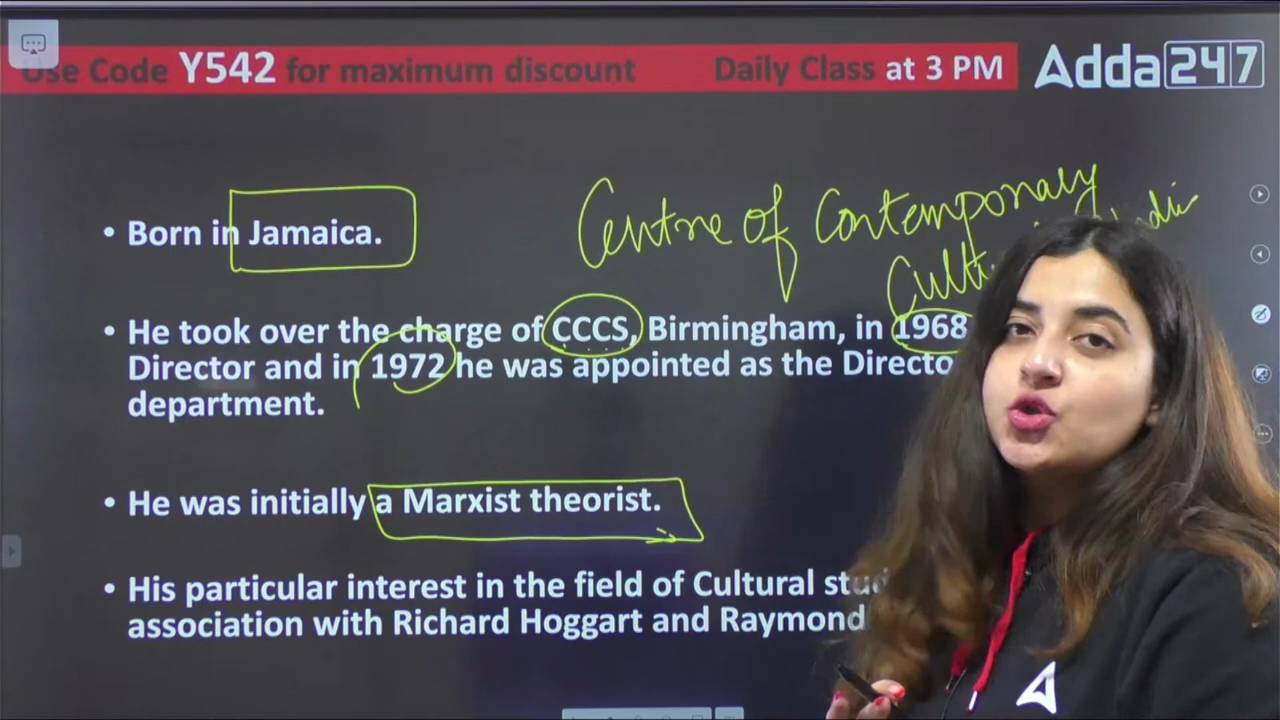 Use Code Y542 for maximum discount Daily Class at 3 PM Adda 247
Centre of Contemporary
• Born in Jamaica.
• He took over the charge of CCCS, Birmingham, in 1968
Director and in 1972 he was appointed as the Directo
department.
• He was initially a Marxist theorist.
• His particular interest in the field of Cultural stud
association with Richard Hoggart and Raymond